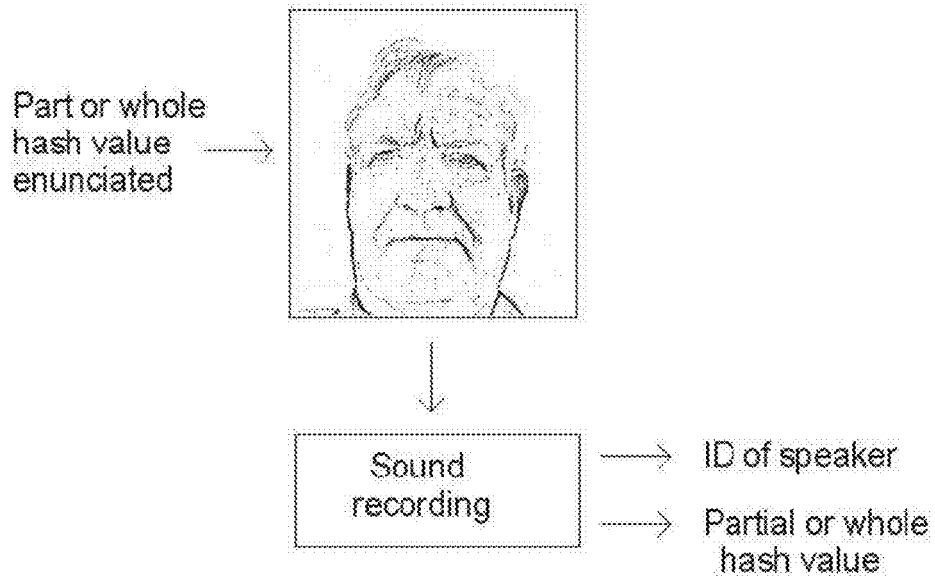 Part or whole
hash value
enunciated
Sound
recording
ID of speaker
Partial or whole
hash value